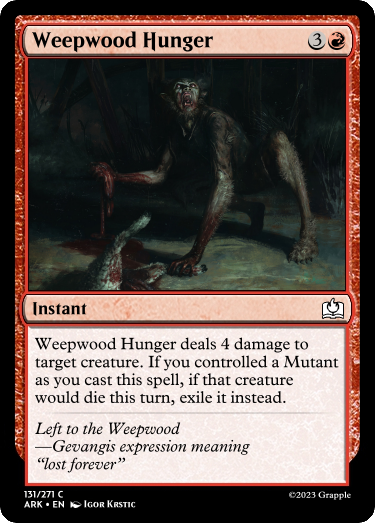 Weepwood Hunger 3
Instant
Weepwood Hunger deals 4 damage to
target creature. If you controlled a Mutant
as you cast this spell, if that creature
would die this turn, exile it instead.
Left to the Weepwood
—Gevangis expression meaning
“lost forever”
131/271 C
ARK • EN Igor Krstic
©2023 Grapple